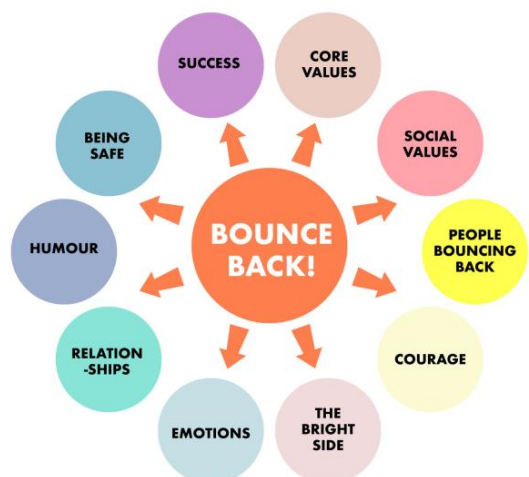 SUCCESS
CORE
VALUES
BEING
SAFE
SOCIAL
VALUES
HUMOUR
BOUNCE
BACK!
PEOPLE
BOUNCING
BACK
RELATION
-SHIPS
COURAGE
EMOTIONS
THE
BRIGHT
SIDE